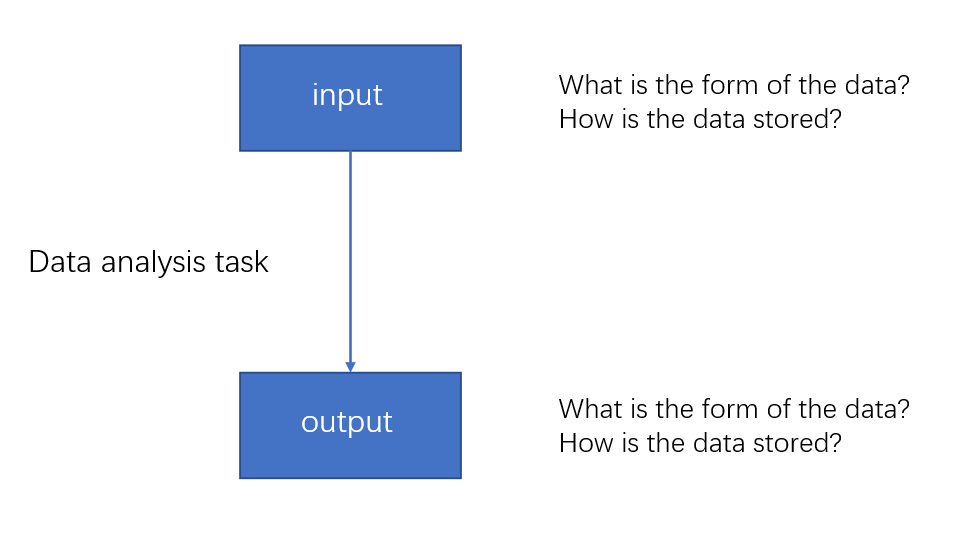 input
What is the form of the data?
How is the data stored?
Data analysis task
output
What is the form of the data?
How is the data stored?